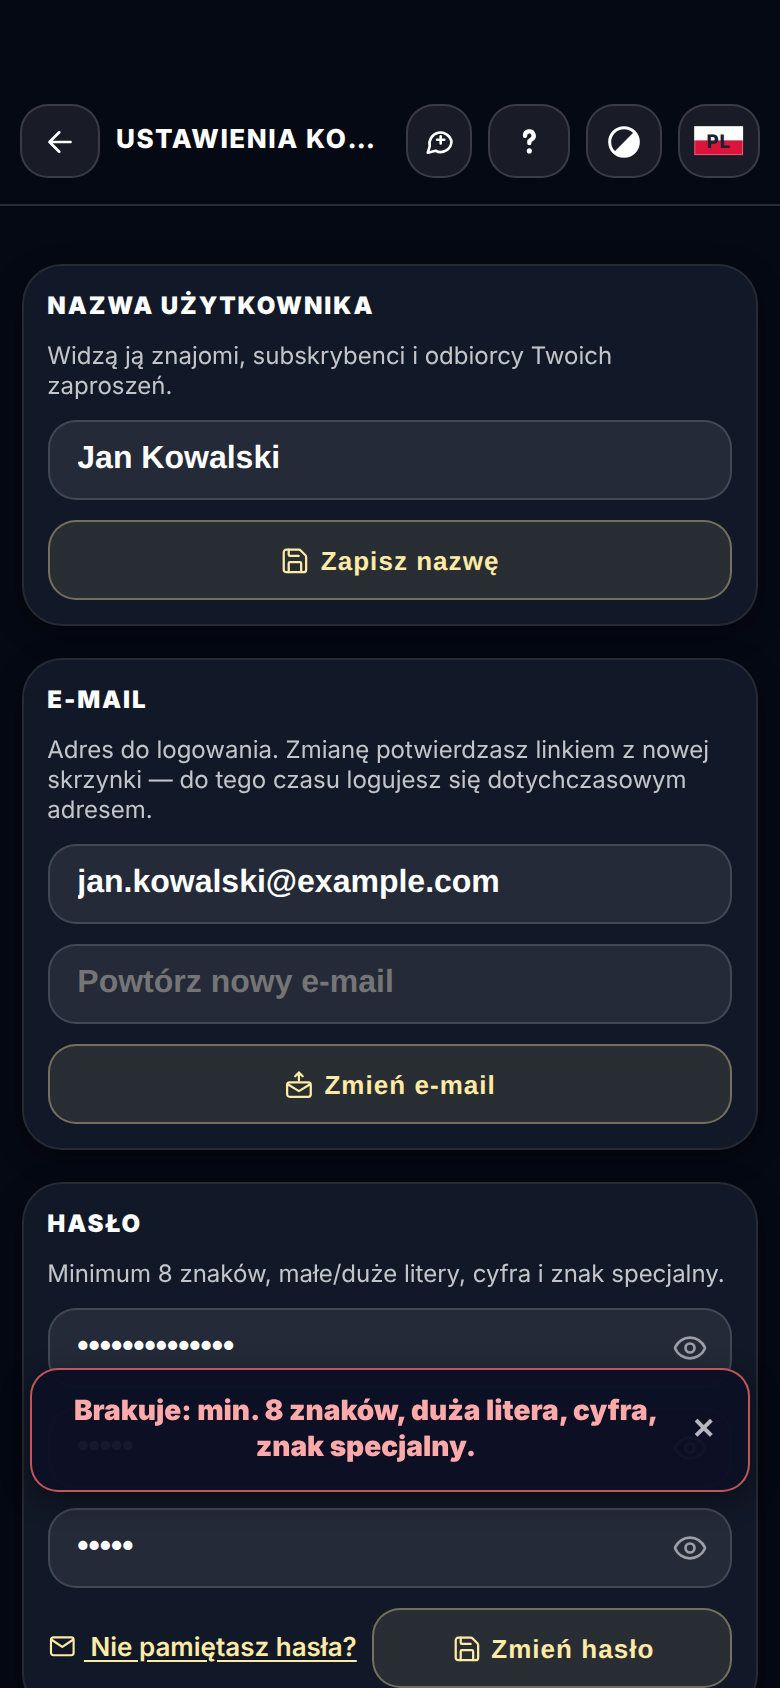 USTAWIENIA KO...
?
PL
NAZWA UŻYTKOWNIKA
Widzą ją znajomi, subskrybenci i odbiorcy Twoich
zaproszeń.
Jan Kowalski
Zapisz nazwę
E-MAIL
Adres do logowania. Zmianę potwierdzasz linkiem z nowej
skrzynki — do tego czasu logujesz się dotychczasowym
adresem.
jan.kowalski@example.com
Powtórz nowy e-mail
Zmień e-mail
HASŁO
Minimum 8 znaków, małe/duże litery, cyfra i znak specjalny.
••••••••••••••
Brakuje: min. 8 znaków, duża litera, cyfra,
znak specjalny.
•••••
Nie pamiętasz hasła?
Zmień hasło